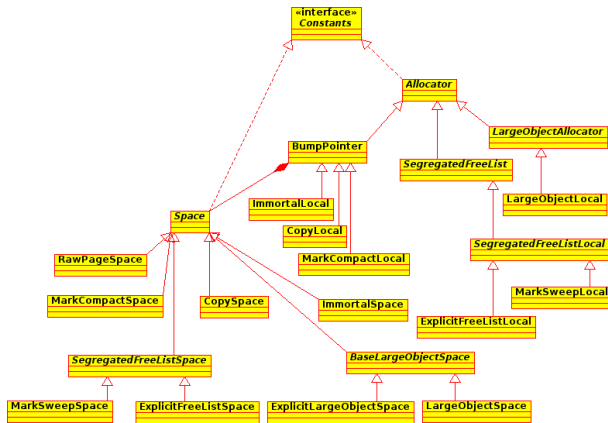 «interface»
Constants
Allocator
LargeObjectAllocator
BumpPointer
SegregatedFreeList
ImmortalLocal
LargeObjectLocal
Space
CopyLocal
SegregatedFreeListLocal
RawPageSpace
MarkCompactLocal
MarkSweepLocal
MarkCompactSpace
CopySpace
ImmortalSpace
ExplicitFreeListLocal
SegregatedFreeListSpace
BaseLargeObjectSpace
MarkSweepSpace
ExplicitFreeListSpace
ExplicitLargeObjectSpace
LargeObjectSpace